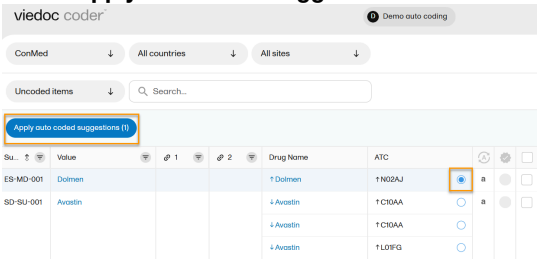 viedoc coder
D Demo auto coding
ConMed ↓ All countries ↓ All sites ↓
Uncoded items ↓ Search...
Apply auto coded suggestions (1)
Su... ↑ Value 1 2 Drug Name ATC A
ES-MD-001 Dolmen ↑Dolmen ↑N02AJ a
SD-SU-001 Avastin ↓Avastin ↑C10AA a
↓Avastin ↑C10AA
↓Avastin ↑L01FG